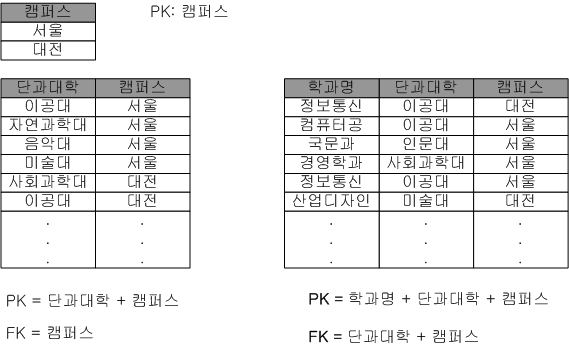 캠퍼스
서울
대전
PK: 캠퍼스
단과대학 캠퍼스
이공대 서울
자연과학대 서울
음악대 서울
미술대 서울
사회과학대 대전
이공대 대전
. .
. .
. .
PK = 단과대학 + 캠퍼스
FK = 캠퍼스
학과명 단과대학 캠퍼스
정보통신 이공대 대전
컴퓨터공 이공대 서울
국문과 인문대 서울
경영학과 사회과학대 서울
정보통신 이공대 서울
산업디자인 미술대 대전
. . .
. . .
. . .
PK = 학과명 + 단과대학 + 캠퍼스
FK = 단과대학 + 캠퍼스